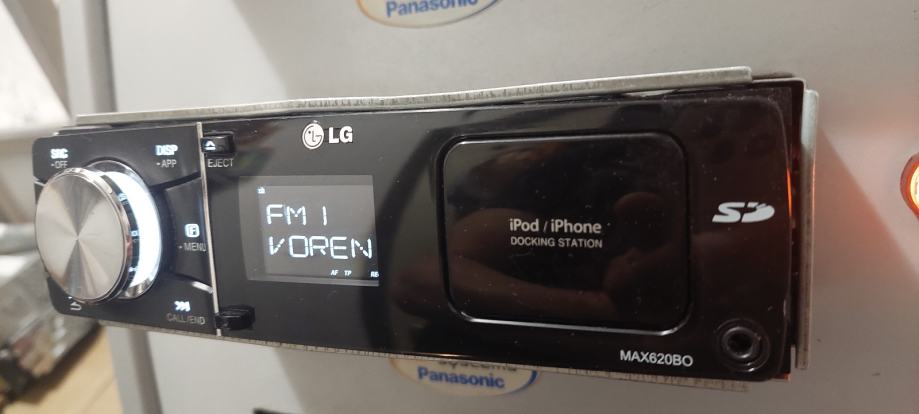 Panasonic
SRC
•OFF
DISP
•APP
EJECT
LG
FM 1
VOREN
AF TP
iPod / iPhone
DOCKING STATION
SD
•MENU
CALL/END
MAX620BO
Panasonic